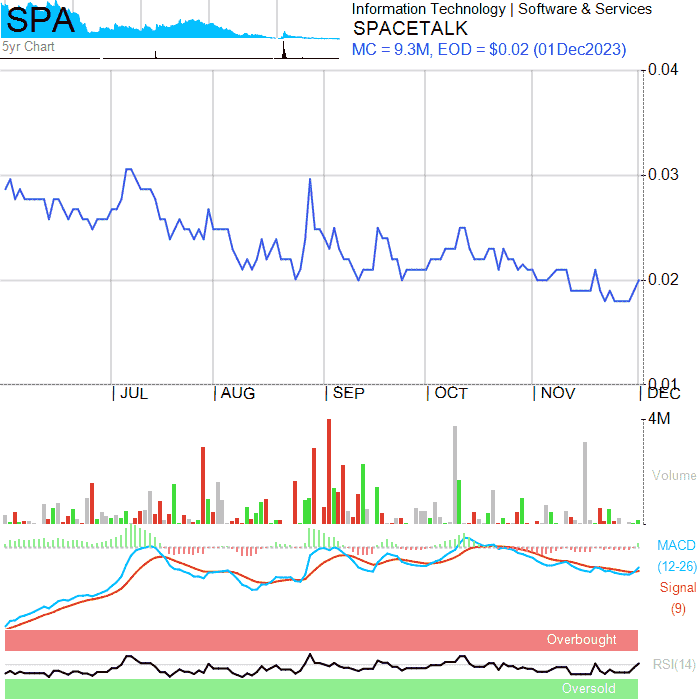 SPA
Information Technology | Software & Services
SPACETALK
5yr Chart
MC = 9.3M, EOD = $0.02 (01Dec2023)
0.04
0.03
0.02
0.01
| JUL | AUG | SEP | OCT | NOV | DEC
4M
Volume
MACD
(12-26)
Signal
(9)
Overbought
RSI(14)
Oversold